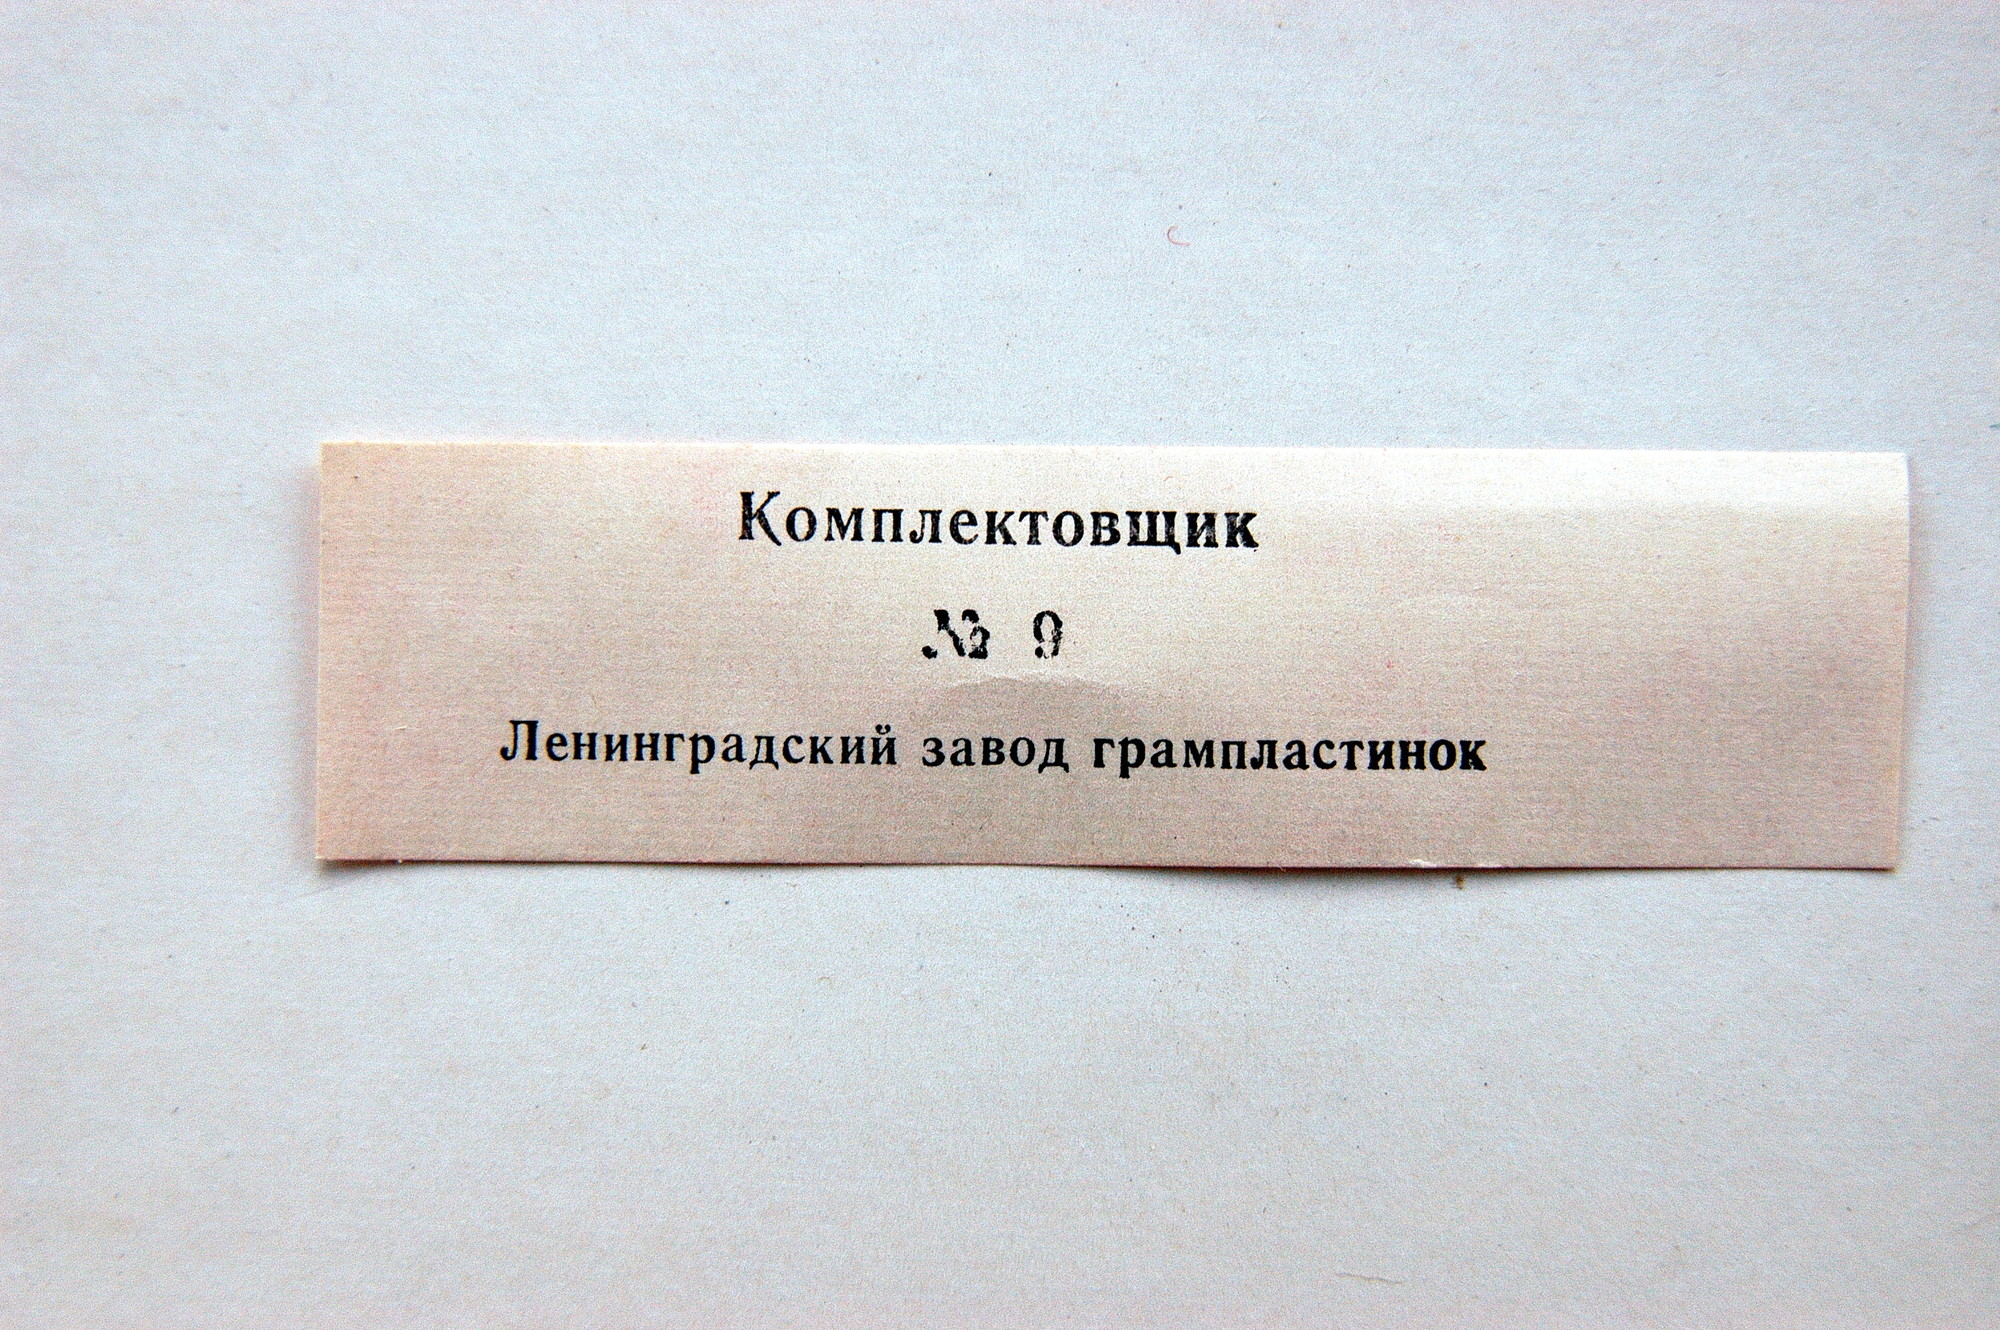 Комплектовщик
№ 9
Ленинградский завод грампластинок